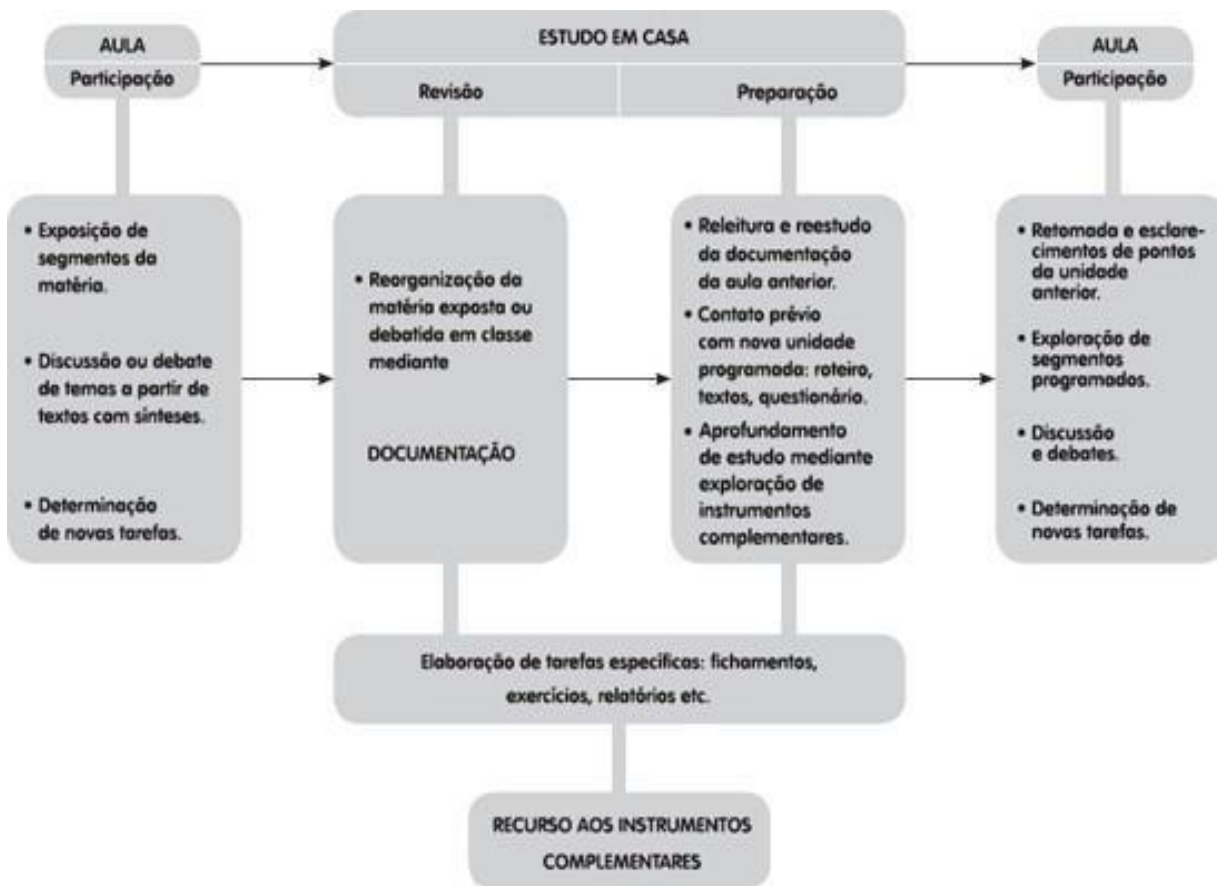 AULA
Participação
ESTUDO EM CASA
Revisão
Preparação
AULA
Participação
• Exposição de
segmentos da
matéria.
• Discussão ou debate
de temas a partir de
textos com sínteses.
• Determinação
de novas tarefas.
• Reorganização da
matéria exposta ou
debatida em classe
mediante
DOCUMENTAÇÃO
• Releitura e reestudo
da documentação
da aula anterior.
• Contato prévio
com nova unidade
programada: roteiro,
textos, questionário.
• Aprofundamento
de estudo mediante
exploração de
instrumentos
complementares.
• Retomada e esclare-
cimentos de pontos
da unidade
anterior.
• Exploração de
segmentos
programados.
• Discussão
e debates.
• Determinação de
novas tarefas.
Elaboração de tarefas específicas: fichamentos,
exercícios, relatórios etc.
RECURSO AOS INSTRUMENTOS
COMPLEMENTARES